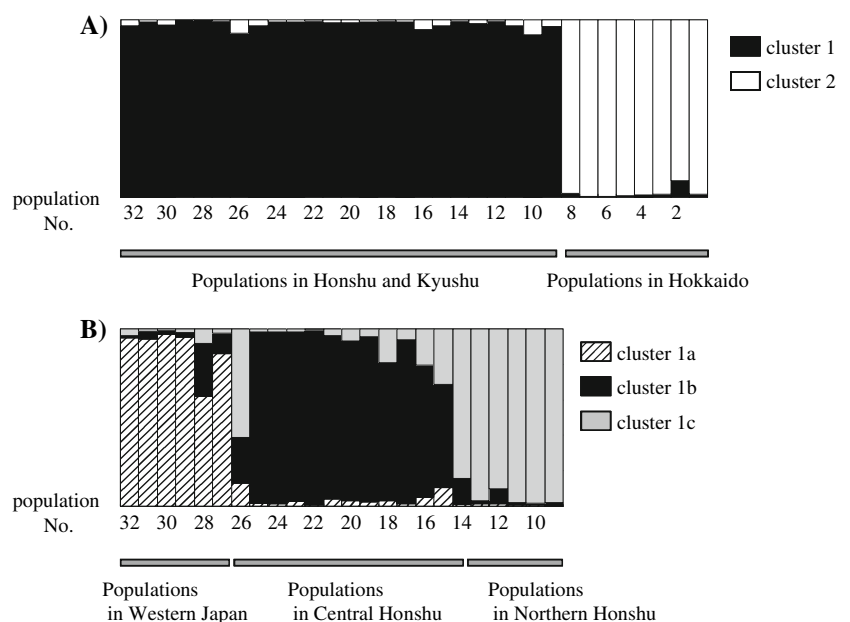 A)
cluster 1
cluster 2
population
No.
32 30 28 26 24 22 20 18 16 14 12 10 8 6 4 2
Populations in Honshu and Kyushu
Populations in Hokkaido
B)
cluster 1a
cluster 1b
cluster 1c
population
No.
32 30 28 26 24 22 20 18 16 14 12 10
Populations
in Western Japan
Populations
in Central Honshu
Populations
in Northern Honshu